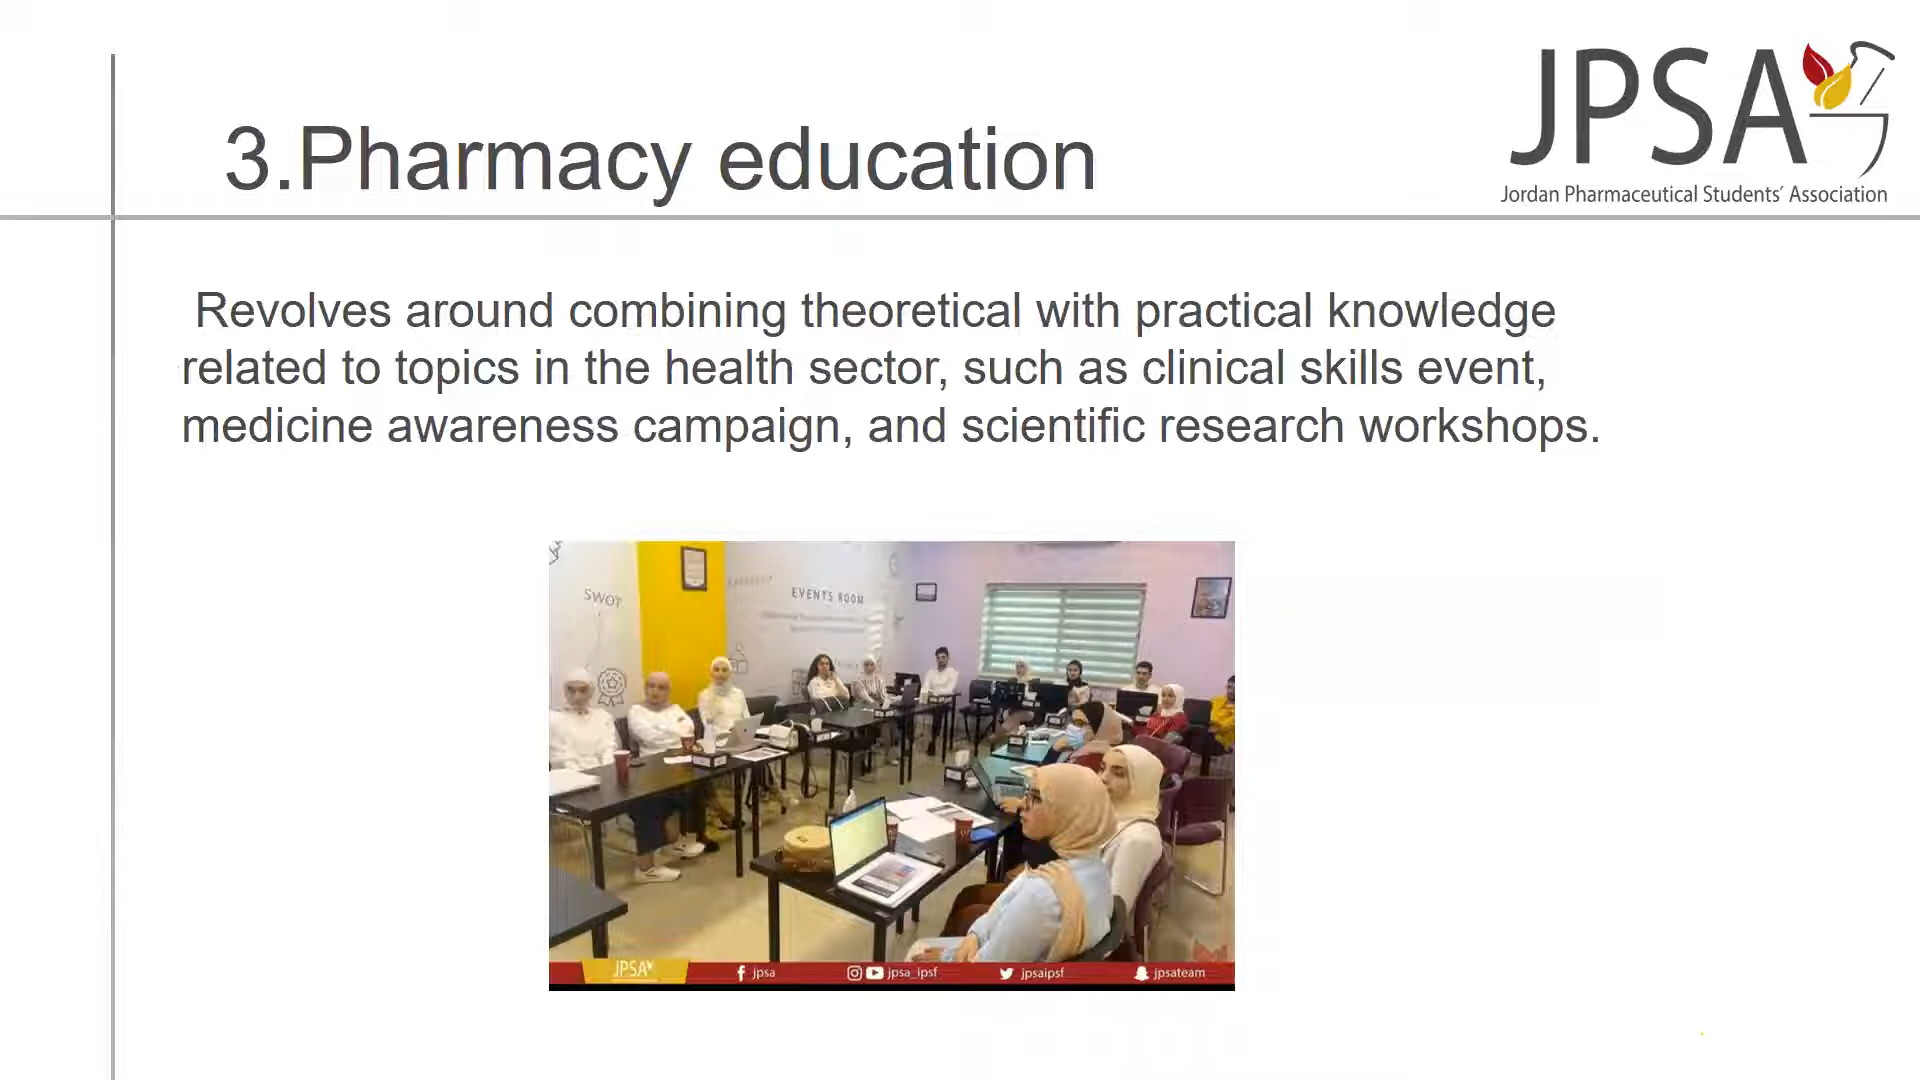 JPSA
Jordan Pharmaceutical Students' Association
3.Pharmacy education
Revolves around combining theoretical with practical knowledge
related to topics in the health sector, such as clinical skills event,
medicine awareness campaign, and scientific research workshops.
SWOT
EVENTS ROOM
JPSA
jpsa
jpsa_ipsf
jpsaipsf
jpsateam